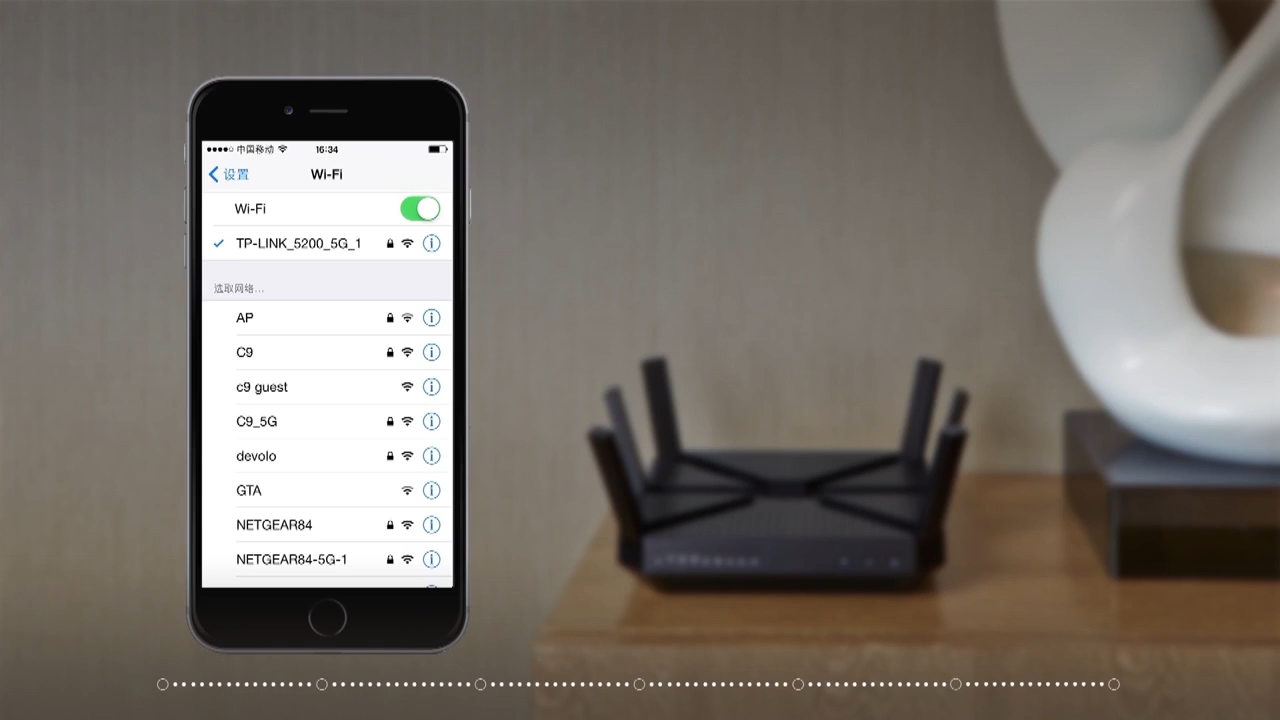 中国移动 16:34
设置 Wi-Fi
Wi-Fi
TP-LINK_5200_5G_1
选取网络...
AP
C9
c9 guest
C9_5G
devolo
GTA
NETGEAR84
NETGEAR84-5G-1